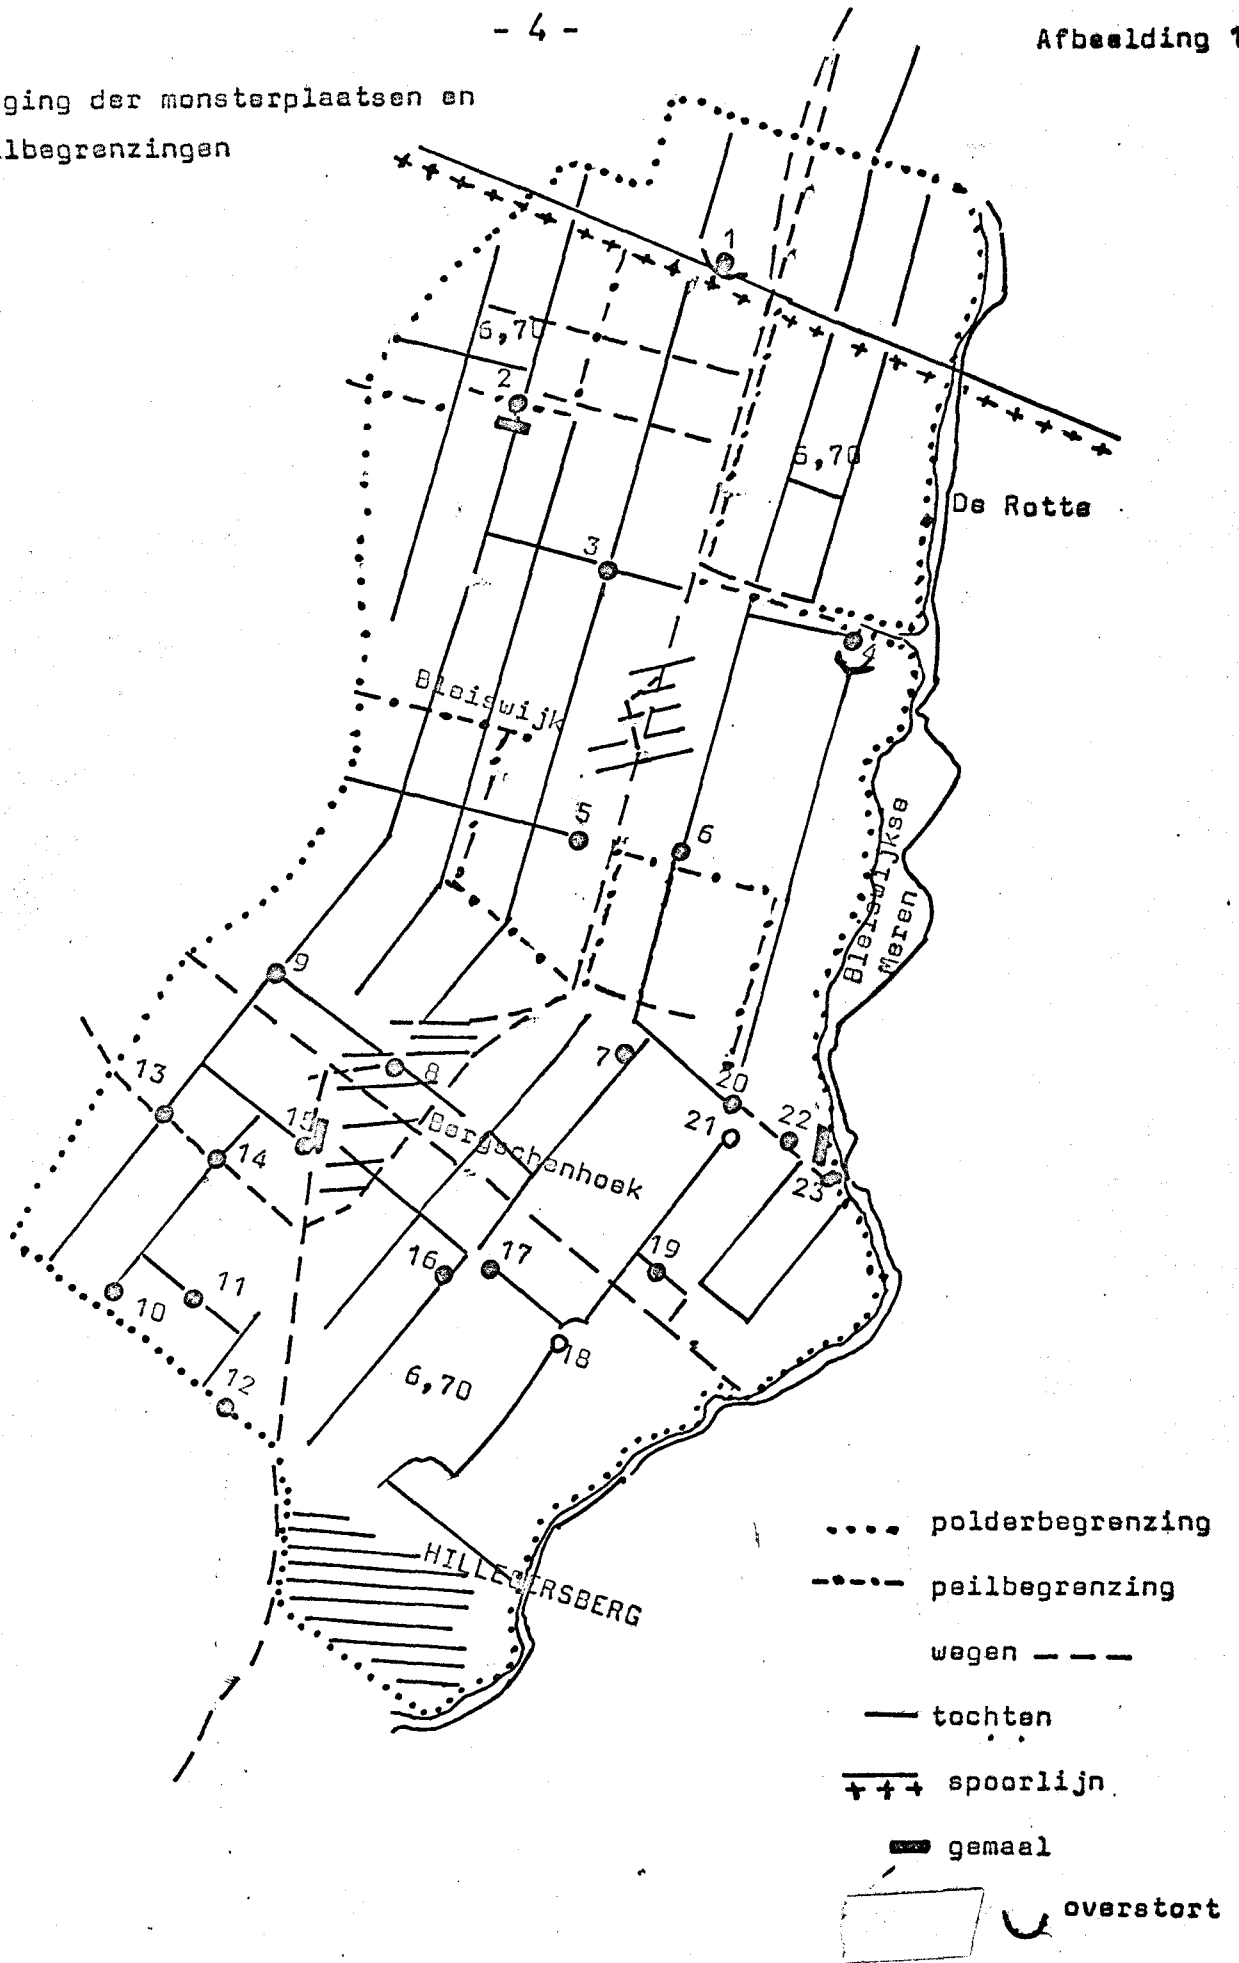 - 4 -
Afbeelding 1
ging der monsterplaatsen en
lbegrenzingen
1
6,70
2
6,70
De Rotte
3
4
Bleiswijk
5
6
Bleiswijkse
Meren
9
7
8
13
20
15
21
22
14
Bergschenhoek
23
16
17
19
11
10
18
12
6,70
polderbegrenzing
HILLEGERSBERG
peilbegrenzing
wegen
tochten
spoorlijn
gemaal
overstort